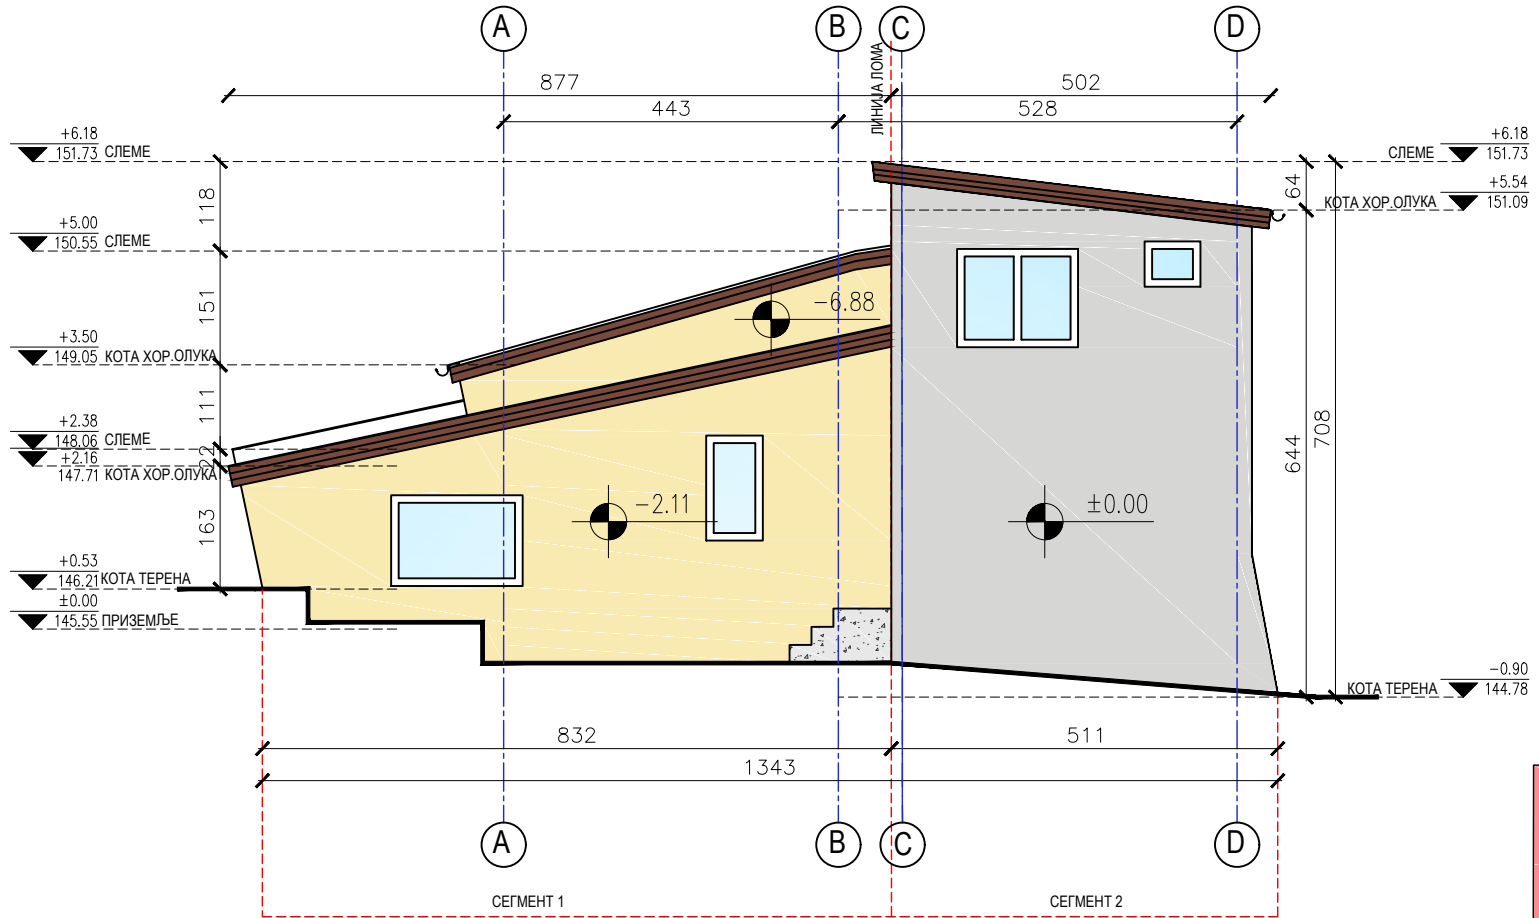 A
B
C
D
877
ЛИНИЈА ЛОМА
502
443
528
+6.18
151.73 СЛЕМЕ
+5.00
150.55 СЛЕМЕ
+3.50
149.05 КОТА ХОР.ОЛУКА
+2.38
148.06 СЛЕМЕ
+2.16
147.71 КОТА ХОР.ОЛУКА
+0.53
146.21 КОТА ТЕРЕНА
±0.00
145.55 ПРИЗЕМЉЕ
118
151
111
22
163
-6.88
-2.11
±0.00
+6.18
СЛЕМЕ 151.73
+5.54
КОТА ХОР.ОЛУКА 151.09
64
644
708
-0.90
КОТА ТЕРЕНА 144.78
832
511
1343
A
B
C
D
СЕГМЕНТ 1
СЕГМЕНТ 2